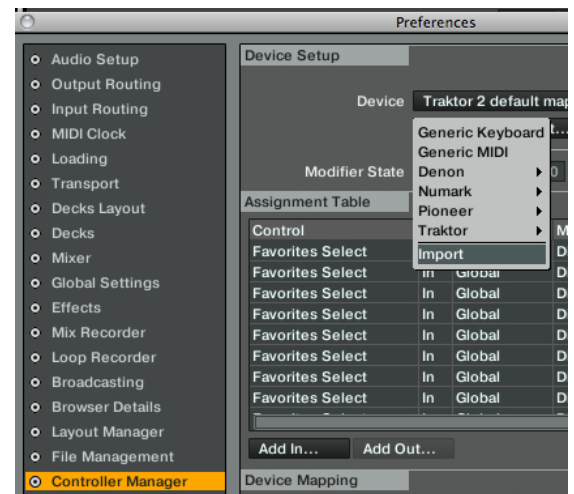 Preferences
Audio Setup
Output Routing
Input Routing
MIDI Clock
Loading
Transport
Decks Layout
Decks
Mixer
Global Settings
Effects
Mix Recorder
Loop Recorder
Broadcasting
Browser Details
Layout Manager
File Management
Controller Manager
Device Setup
Device Traktor 2 default map
t...
Generic Keyboard
Generic MIDI
Denon
Numark
Pioneer
Traktor
Import
Modifier State 0
Assignment Table
Control M
Favorites Select D
Favorites Select In Global D
Favorites Select In Global D
Favorites Select In Global D
Favorites Select In Global D
Favorites Select In Global D
Favorites Select In Global D
Favorites Select In Global D
Add In... Add Out...
Device Mapping